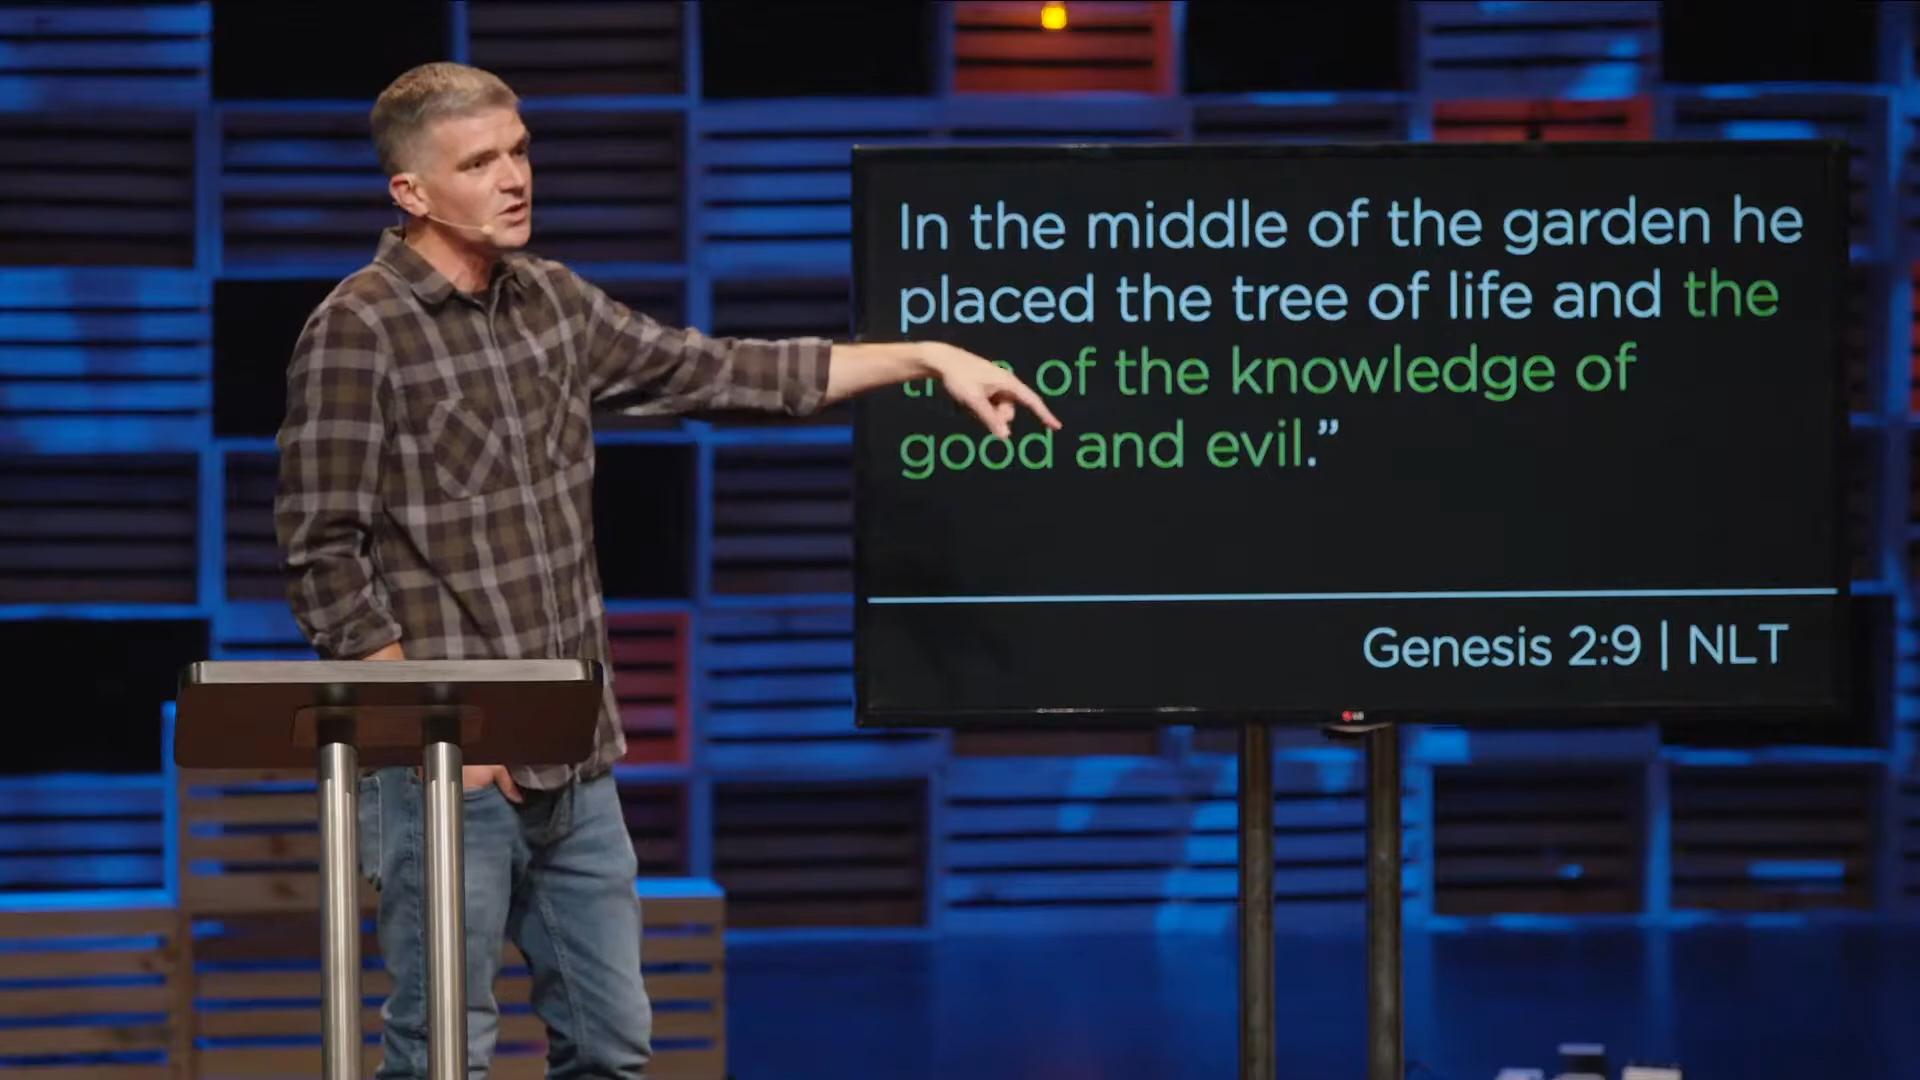 In the middle of the garden he
placed the tree of life and the
of the knowledge of
good and evil.”
Genesis 2:9 | NLT
LG